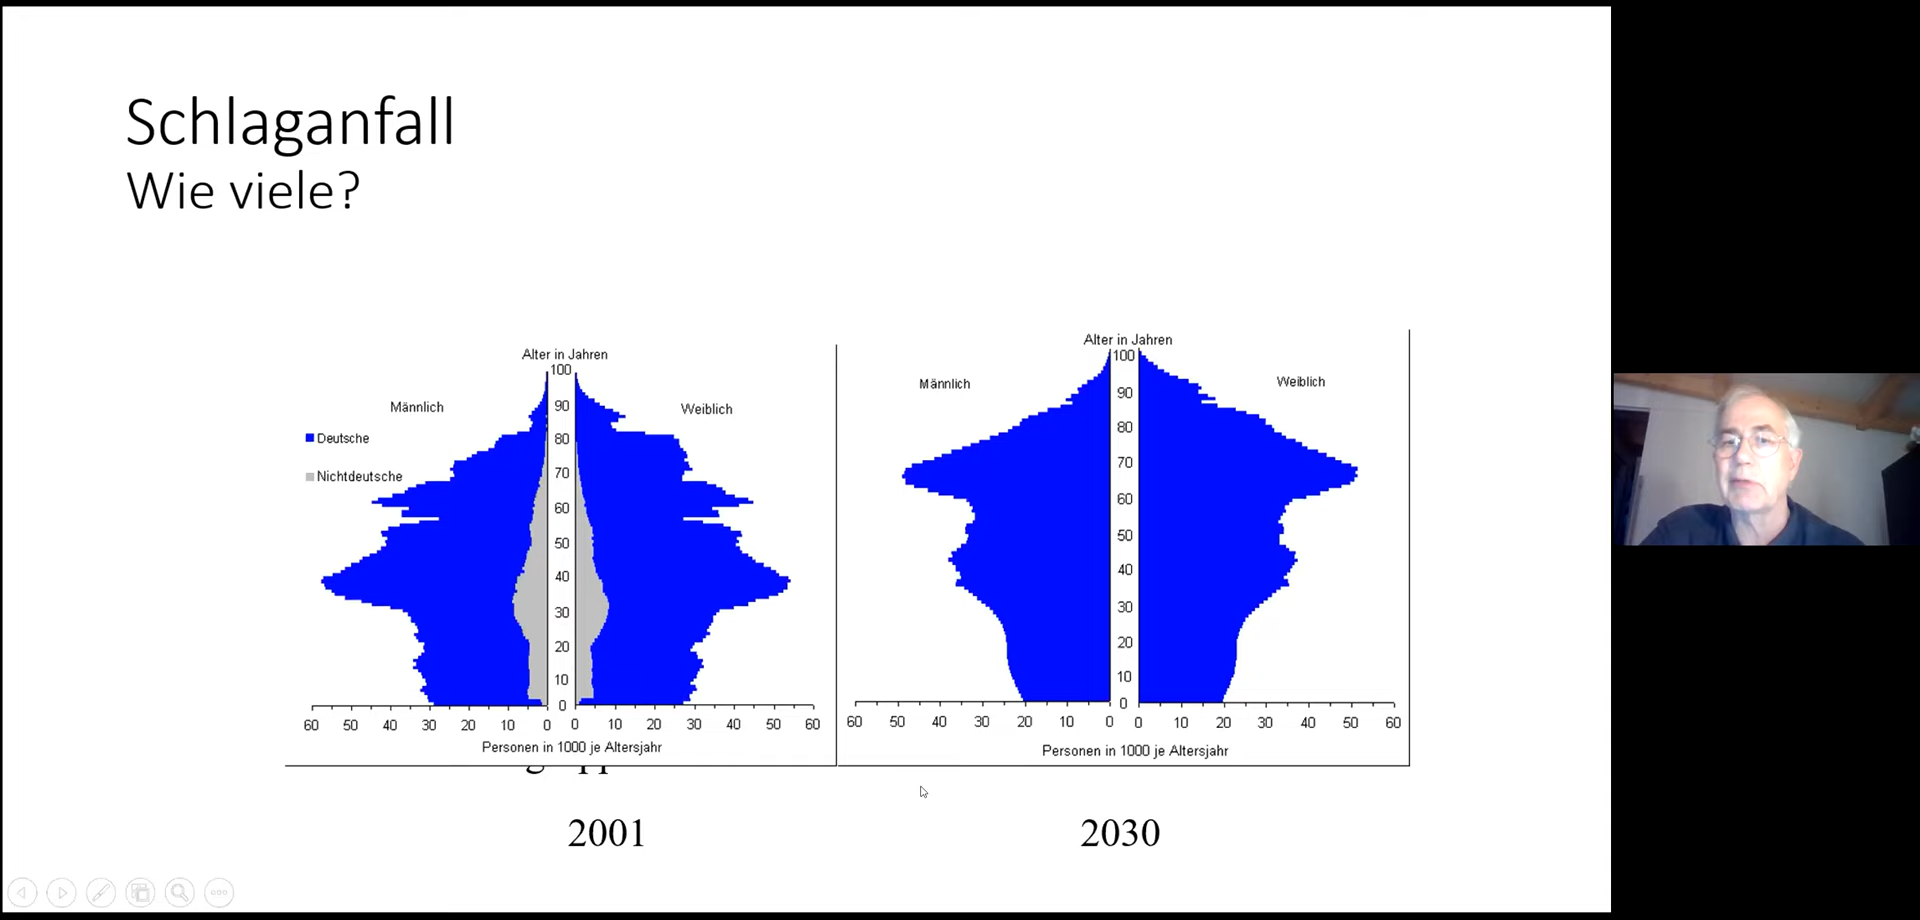 Schlaganfall
Wie viele?
Alter in Jahren
100
Männlich
90
Weiblich
Deutsche
80
Nichtdeutsche
70
60
50
40
30
20
10
0
60 50 40 30 20 10 0 0 10 20 30 40 50 60
Personen in 1000 je Altersjahr
2001
Alter in Jahren
100
Männlich
Weiblich
90
80
70
60
50
40
30
20
10
0
60 50 40 30 20 10 0 0 10 20 30 40 50 60
Personen in 1000 je Altersjahr
2030